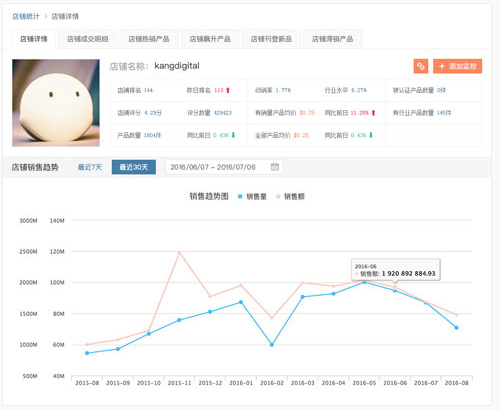 店铺统计 > 店铺详情
店铺详情 店铺成交明细 店铺热销产品 店铺飙升产品 店铺刊登新品 店铺滞销产品
店铺名称: kangdigital
+ 添加监控
店铺排名 144 昨日排名 113 动销率 1.77% 行业水平 8.27% 被认证产品数量 0件
店铺评分 4.29分 评分数量 429423 有销量产品均价 $8.25 同比前日 11.28% 有行业产品数量 145件
产品数量 1804件 同比前日 0.43% 全部产品均价 $8.25 同比前日 0.43%
店铺销售趋势 最近7天 最近30天 2016/06/07 - 2016/07/06
销售趋势图 销售量 销售额
3000M 140M
2500M 120M
2000M 100M
1500M 80M
1000M 60M
500M 40M
2016-06
销售额: 1 920 892 884.93
2015-08 2015-09 2015-10 2015-11 2015-12 2016-01 2016-02 2016-03 2016-04 2016-05 2016-06 2016-07 2016-08